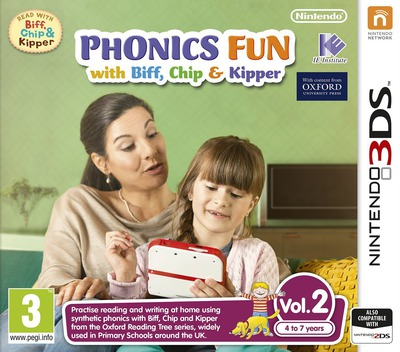 READ WITH
Biff,
Chip &
Kipper
Nintendo
PHONICS FUN
with Biff, Chip & Kipper
IE Institute
With content from
OXFORD
UNIVERSITY PRESS
NINTENDO
NETWORK
NINTENDO 3DS
3
www.pegi.info
Practise reading and writing at home using
synthetic phonics with Biff, Chip and Kipper
from the Oxford Reading Tree series, widely
used in Primary Schools around the UK.
Vol.2
4 to 7 years
ALSO
COMPATIBLE
WITH
NINTENDO 2DS